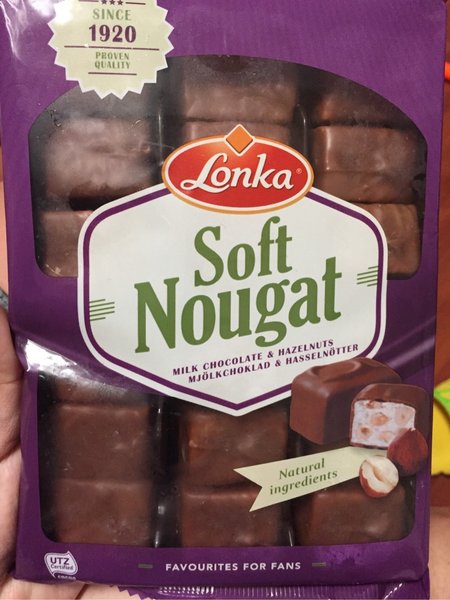 SINCE
1920
PROVEN
QUALITY
Lonka®
Soft
Nougat
MILK CHOCOLATE & HAZELNUTS
MJÖLKCHOKLAD & HASSELNÖTTER
Natural
ingredients
UTZ
Certified
FAVOURITES FOR FANS